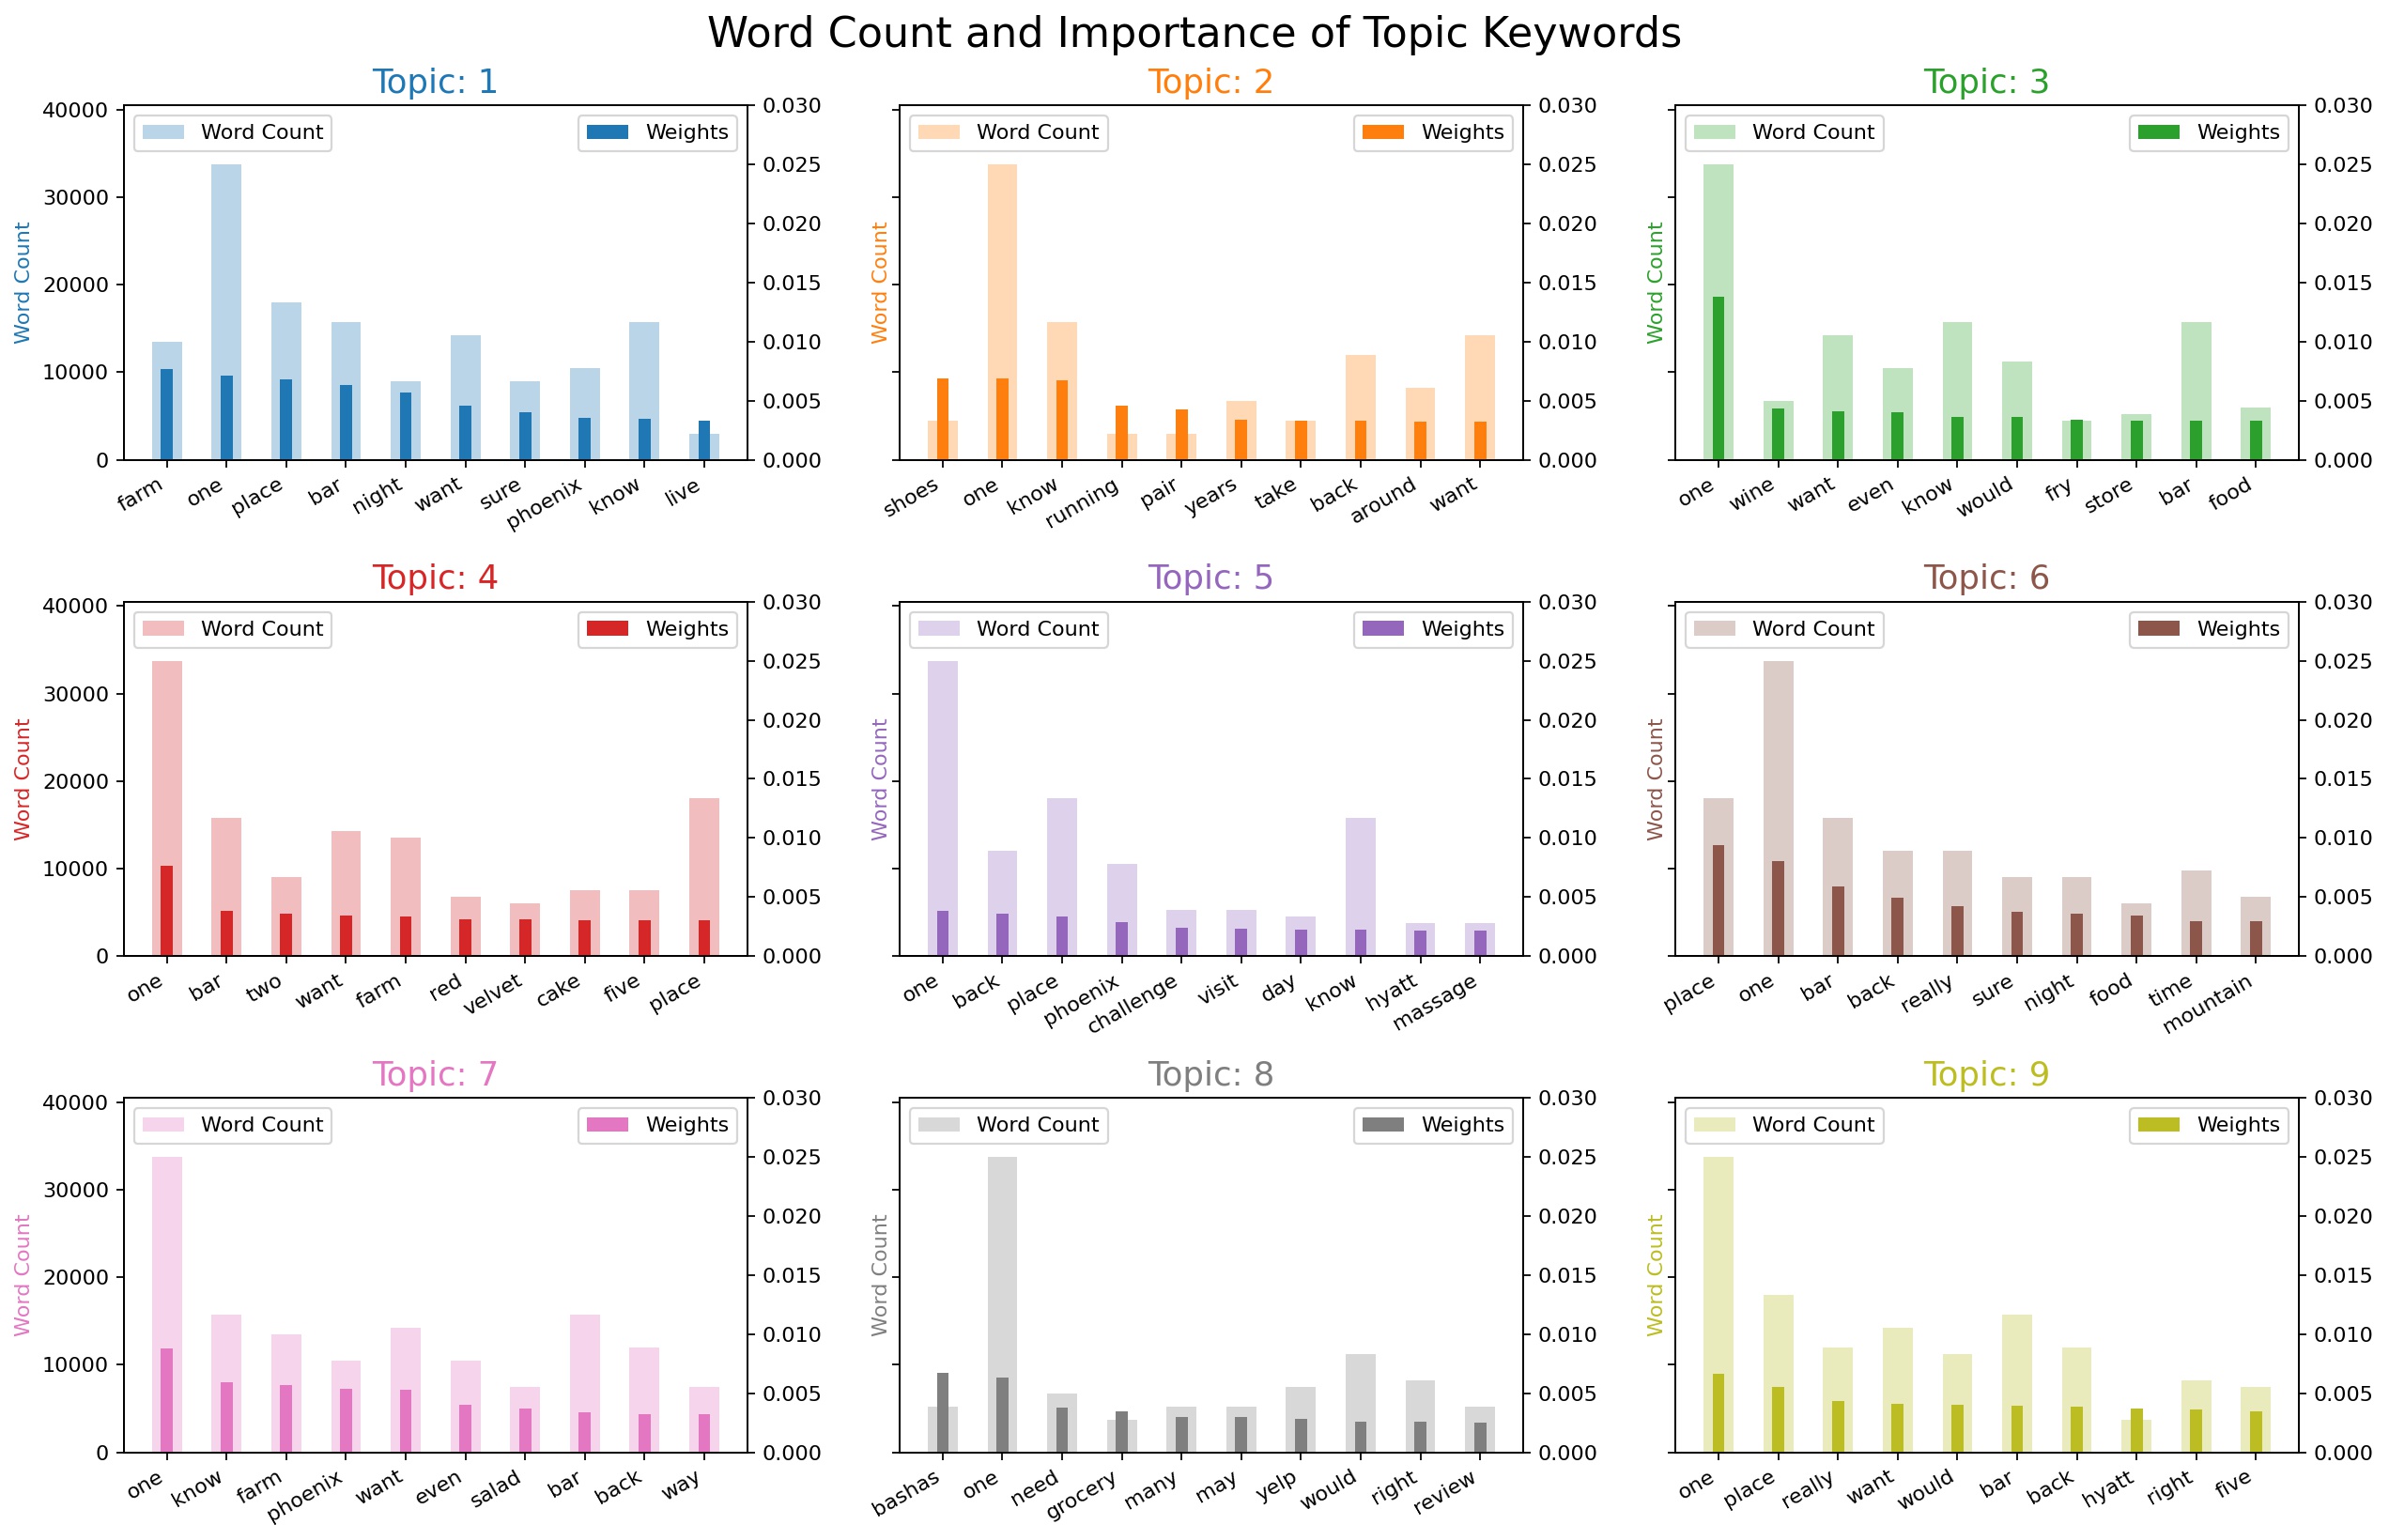 Word Count and Importance of Topic Keywords
Topic: 1
Word Count
Weights
Word Count
40000
30000
20000
10000
0
0.030
0.025
0.020
0.015
0.010
0.005
0.000
farm one place bar night want sure phoenix know live
Topic: 2
Word Count
Weights
Word Count
0.030
0.025
0.020
0.015
0.010
0.005
0.000
shoes one know running pair years take back around want
Topic: 3
Word Count
Weights
Word Count
0.030
0.025
0.020
0.015
0.010
0.005
0.000
one wine want even know would fry store bar food
Topic: 4
Word Count
Weights
Word Count
40000
30000
20000
10000
0
0.030
0.025
0.020
0.015
0.010
0.005
0.000
one bar two want farm red velvet cake five place
Topic: 5
Word Count
Weights
Word Count
0.030
0.025
0.020
0.015
0.010
0.005
0.000
one back place phoenix challenge visit day know hyatt massage
Topic: 6
Word Count
Weights
Word Count
0.030
0.025
0.020
0.015
0.010
0.005
0.000
place one bar back really sure night food time mountain
Topic: 7
Word Count
Weights
Word Count
40000
30000
20000
10000
0
0.030
0.025
0.020
0.015
0.010
0.005
0.000
one know farm phoenix want even salad bar back way
Topic: 8
Word Count
Weights
Word Count
0.030
0.025
0.020
0.015
0.010
0.005
0.000
bashas one need grocery many may yelp would right review
Topic: 9
Word Count
Weights
Word Count
0.030
0.025
0.020
0.015
0.010
0.005
0.000
one place really want would bar back hyatt right five